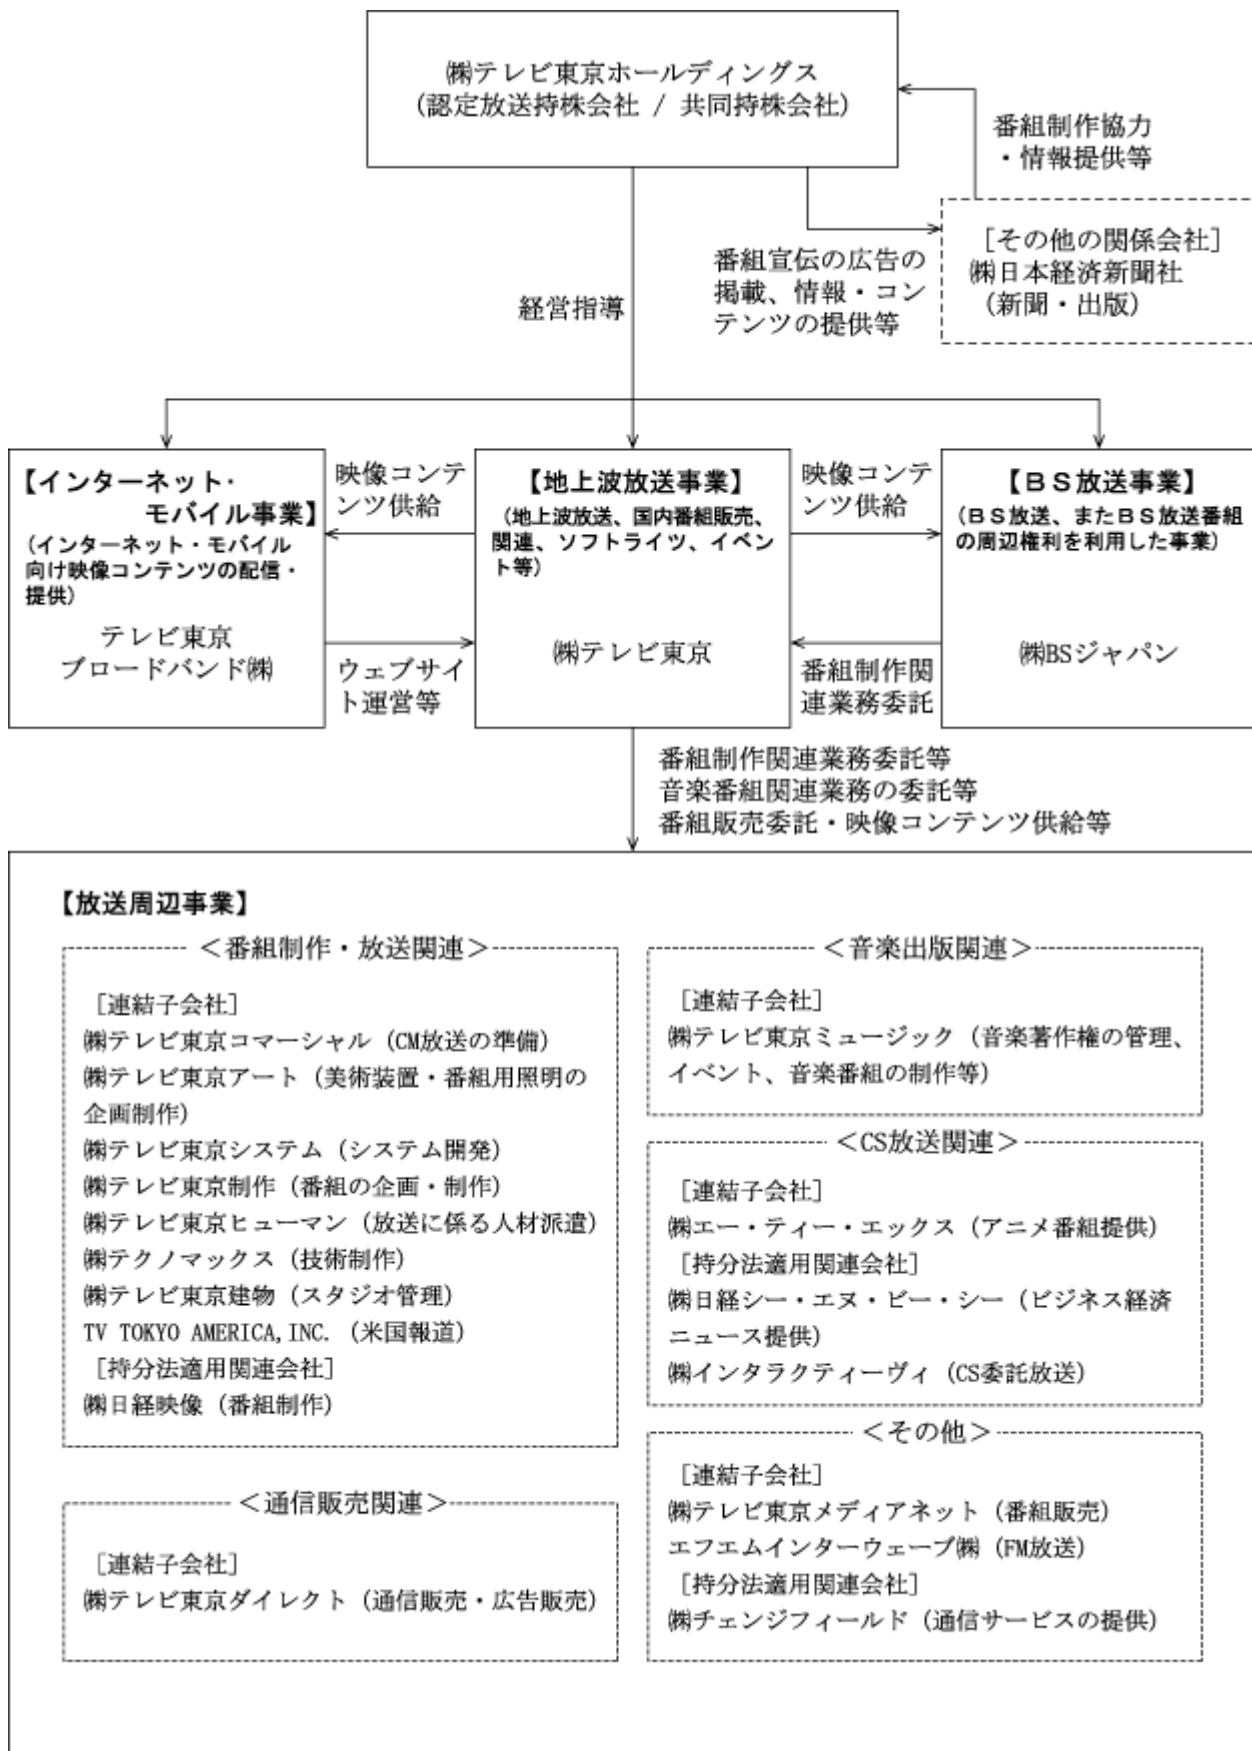 ㈱テレビ東京ホールディングス
(認定放送持株会社 / 共同持株会社)
番組制作協力
・情報提供等
[その他の関係会社]
㈱日本経済新聞社
(新聞・出版)
番組宣伝の広告の
掲載、情報・コン
テンツの提供等
経営指導
【インターネット・
モバイル事業】
(インターネット・モバイル
向け映像コンテンツの配信・
提供)
テレビ東京
ブロードバンド㈱
映像コンテ
ンツ供給
ウェブサイ
ト運営等
【地上波放送事業】
(地上波放送、国内番組販売、
関連、ソフトライツ、イベン
ト等)
㈱テレビ東京
映像コンテ
ンツ供給
番組制作関
連業務委託
【ＢＳ放送事業】
(ＢＳ放送、またＢＳ放送番組
の周辺権利を利用した事業)
㈱BSジャパン
番組制作関連業務委託等
音楽番組関連業務の委託等
番組販売委託・映像コンテンツ供給等
【放送周辺事業】
＜番組制作・放送関連＞
[連結子会社]
㈱テレビ東京コマーシャル (CM放送の準備)
㈱テレビ東京アート (美術装置・番組用照明の
企画制作)
㈱テレビ東京システム (システム開発)
㈱テレビ東京制作 (番組の企画・制作)
㈱テレビ東京ヒューマン (放送に係る人材派遣)
㈱テクノマックス (技術制作)
㈱テレビ東京建物 (スタジオ管理)
TV TOKYO AMERICA,INC. (米国報道)
[持分法適用関連会社]
㈱日経映像 (番組制作)
＜通信販売関連＞
[連結子会社]
㈱テレビ東京ダイレクト (通信販売・広告販売)
＜音楽出版関連＞
[連結子会社]
㈱テレビ東京ミュージック (音楽著作権の管理、
イベント、音楽番組の制作等)
＜CS放送関連＞
[連結子会社]
㈱エー・ティー・エックス (アニメ番組提供)
[持分法適用関連会社]
㈱日経シー・エヌ・ビー・シー (ビジネス経済
ニュース提供)
㈱インタラクティーヴィ (CS委託放送)
＜その他＞
[連結子会社]
㈱テレビ東京メディアネット (番組販売)
エフエムインターウェーブ㈱ (FM放送)
[持分法適用関連会社]
㈱チェンジフィールド (通信サービスの提供)